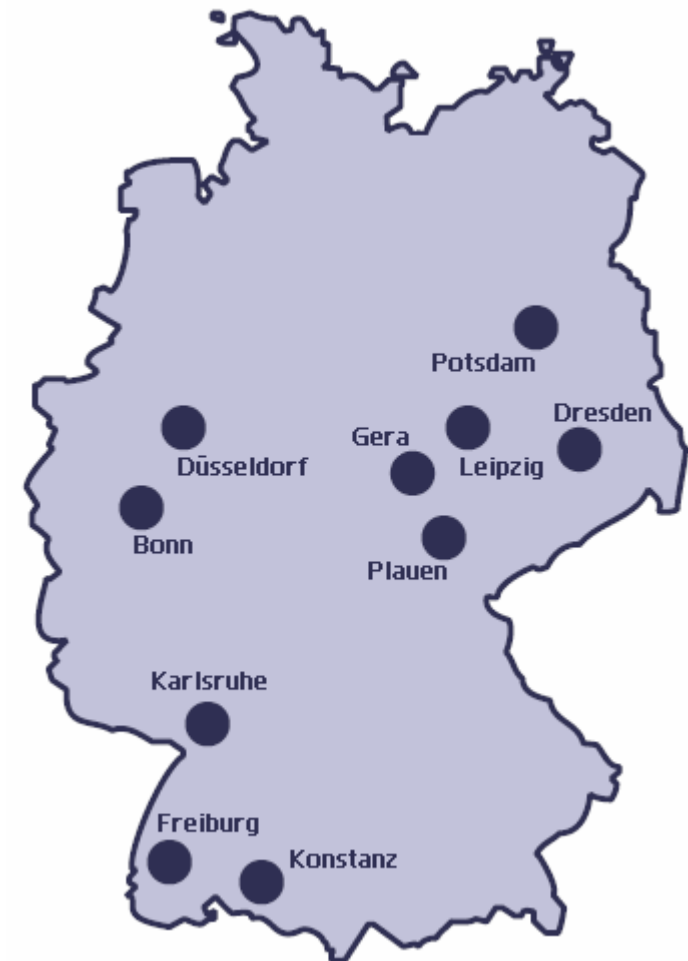 Potsdam
Dresden
Gera
Leipzig
Düsseldorf
Bonn
Plauen
Karlsruhe
Freiburg
Konstanz